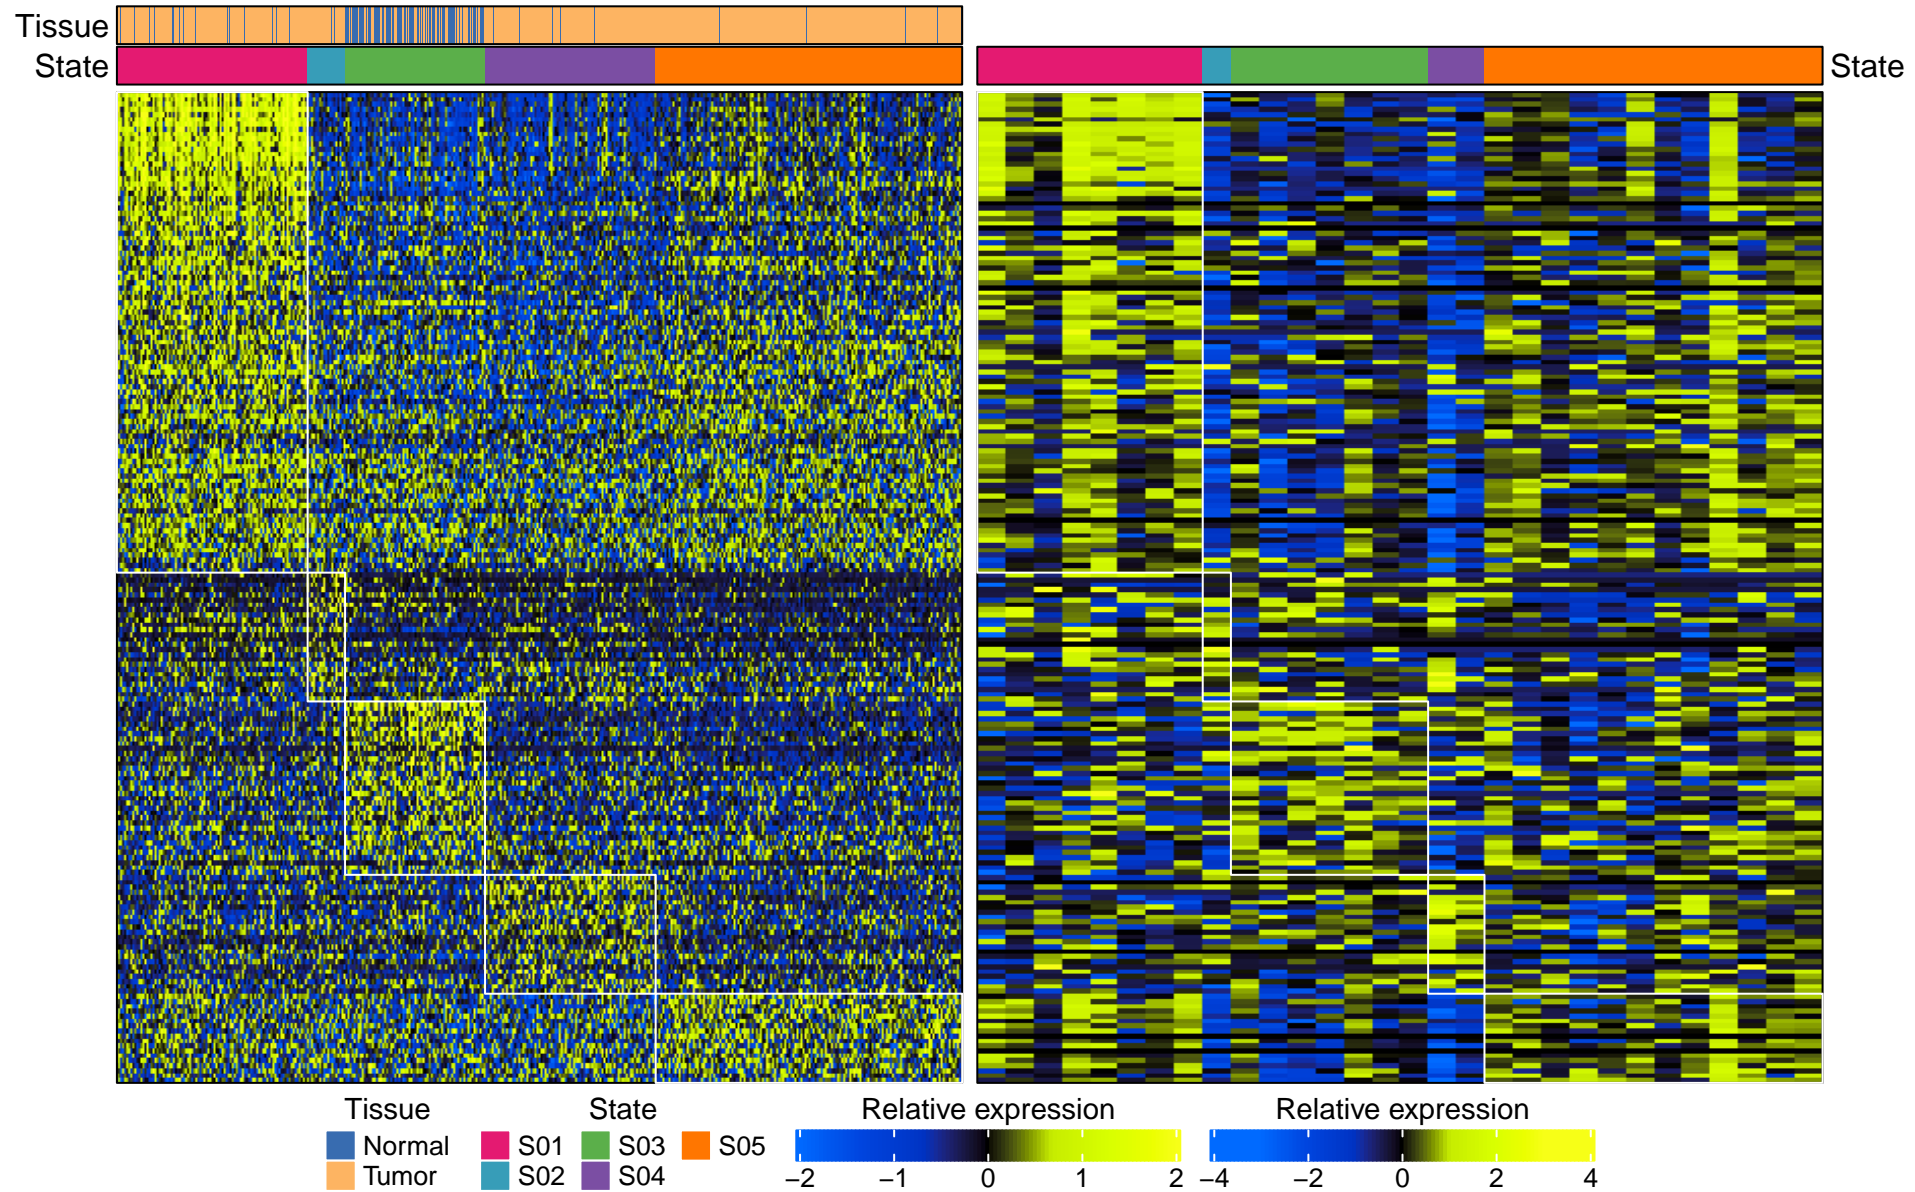 Tissue
State
State
Tissue State Relative expression Relative expression
Normal S01 S03 S05
Tumor S02 S04
−2 −1 0 1 2 −4 −2 0 2 4